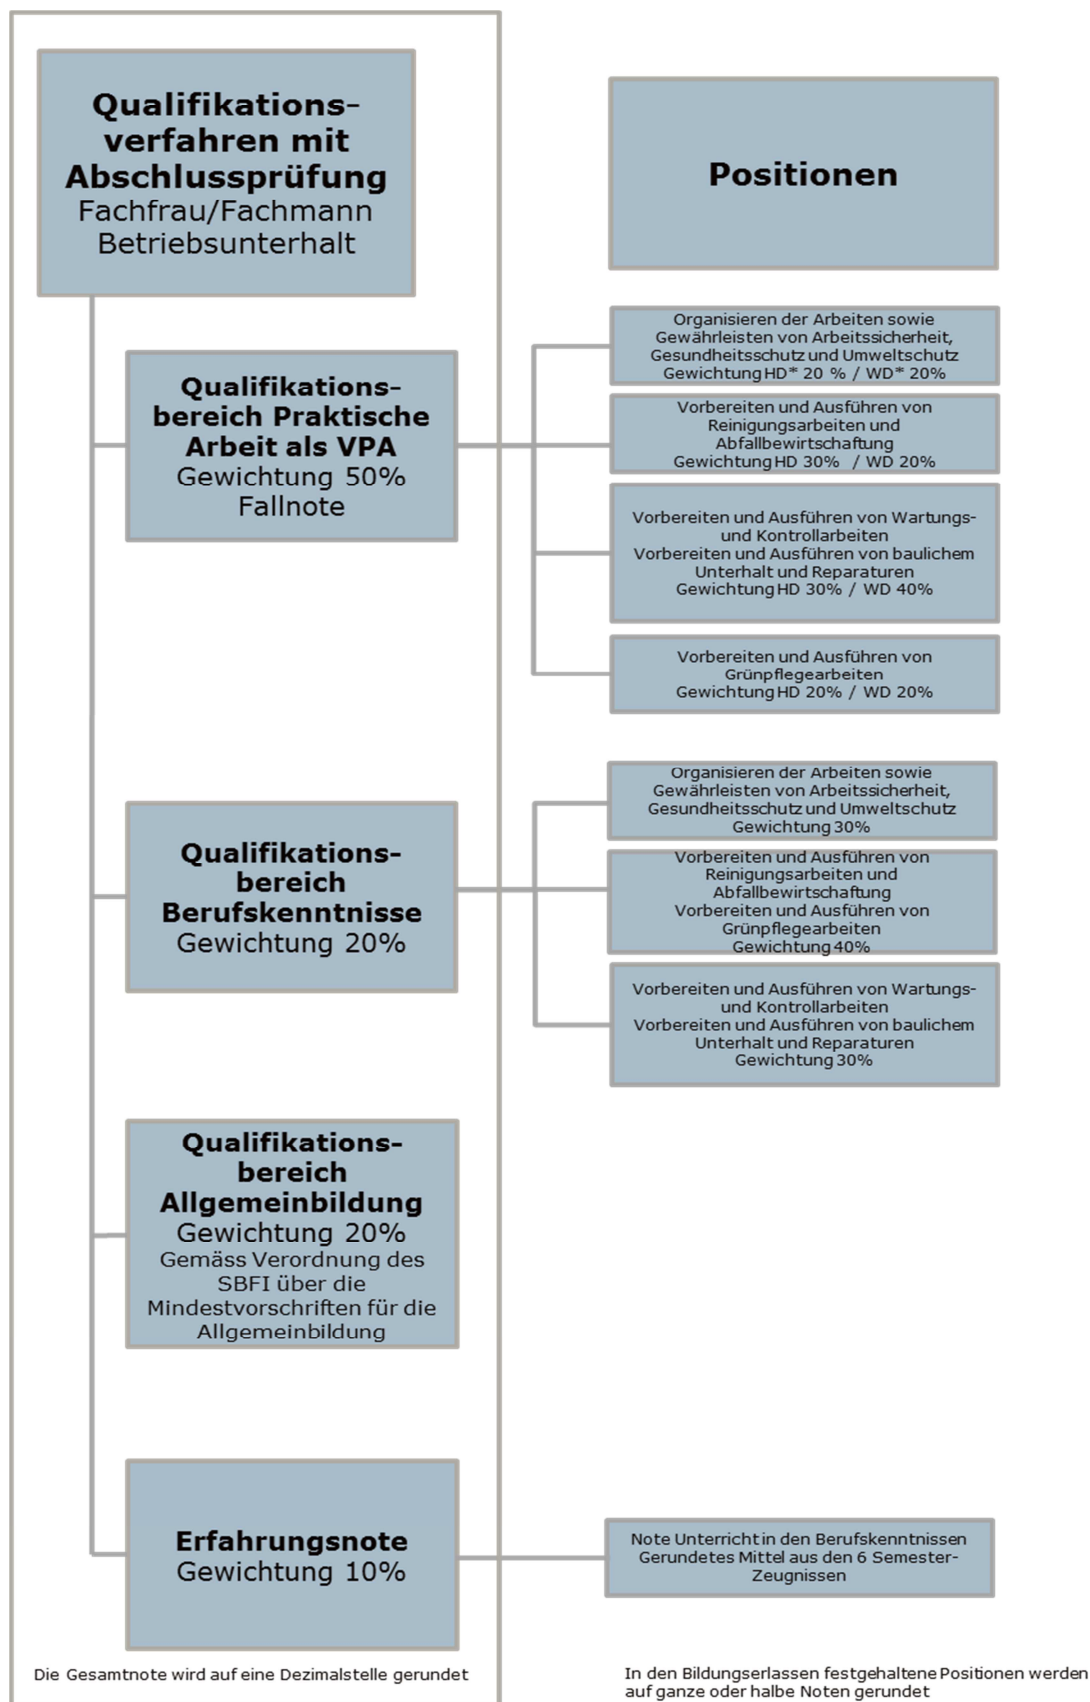 Qualifikations-
verfahren mit
Abschlussprüfung
Fachfrau/Fachmann
Betriebsunterhalt
Positionen
Qualifikations-
bereich Praktische
Arbeit als VPA
Gewichtung 50%
Fallnote
Organisieren der Arbeiten sowie
Gewährleisten von Arbeitssicherheit,
Gesundheitsschutz und Umweltschutz
Gewichtung HD* 20 % / WD* 20%
Vorbereiten und Ausführen von
Reinigungsarbeiten und
Abfallbewirtschaftung
Gewichtung HD 30% / WD 20%
Vorbereiten und Ausführen von Wartungs-
und Kontrollarbeiten
Vorbereiten und Ausführen von baulichem
Unterhalt und Reparaturen
Gewichtung HD 30% / WD 40%
Vorbereiten und Ausführen von
Grünpflegearbeiten
Gewichtung HD 20% / WD 20%
Qualifikations-
bereich
Berufskenntnisse
Gewichtung 20%
Organisieren der Arbeiten sowie
Gewährleisten von Arbeitssicherheit,
Gesundheitsschutz und Umweltschutz
Gewichtung 30%
Vorbereiten und Ausführen von
Reinigungsarbeiten und
Abfallbewirtschaftung
Vorbereiten und Ausführen von
Grünpflegearbeiten
Gewichtung 40%
Vorbereiten und Ausführen von Wartungs-
und Kontrollarbeiten
Vorbereiten und Ausführen von baulichem
Unterhalt und Reparaturen
Gewichtung 30%
Qualifikations-
bereich
Allgemeinbildung
Gewichtung 20%
Gemäss Verordnung des
SBFI über die
Mindestvorschriften für die
Allgemeinbildung
Erfahrungsnote
Gewichtung 10%
Note Unterricht in den Berufskenntnissen
Gerundetes Mittel aus den 6 Semester-
Zeugnissen
Die Gesamtnote wird auf eine Dezimalstelle gerundet
In den Bildungserlassen festgehaltene Positionen werden
auf ganze oder halbe Noten gerundet